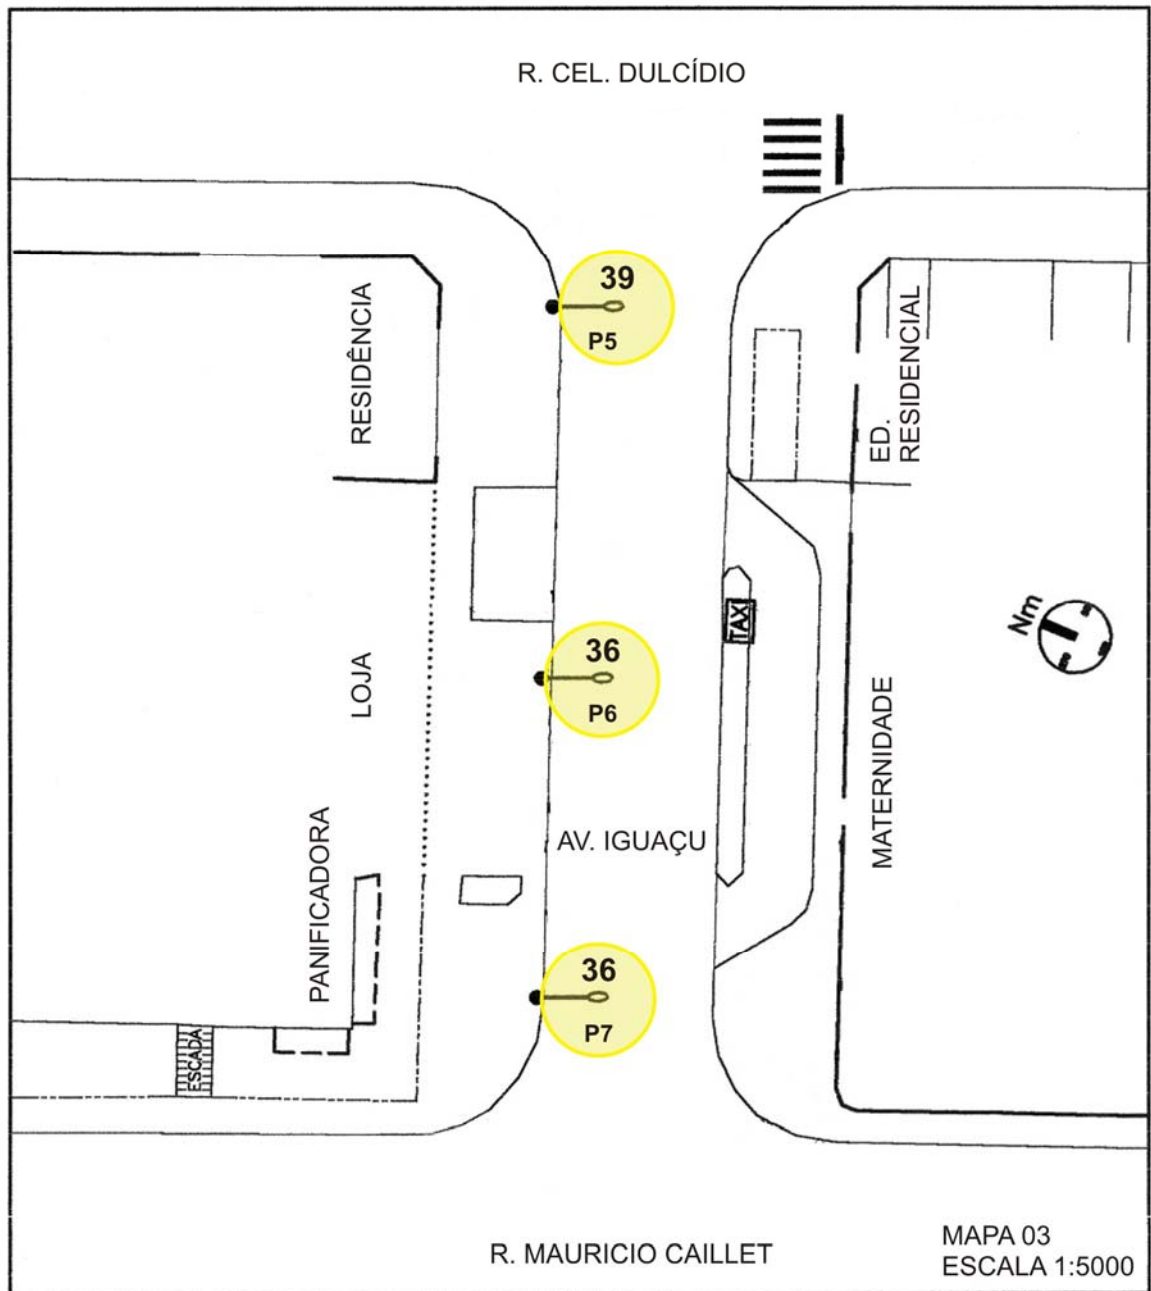 R. CEL. DULCÍDIO
39
P5
RESIDÊNCIA
ED.
RESIDENCIAL
TAXI
Nm
36
P6
LOJA
MATERNIDADE
AV. IGUAÇU
PANIFICADORA
36
P7
ESCADA
R. MAURICIO CAILLET
MAPA 03
ESCALA 1:5000